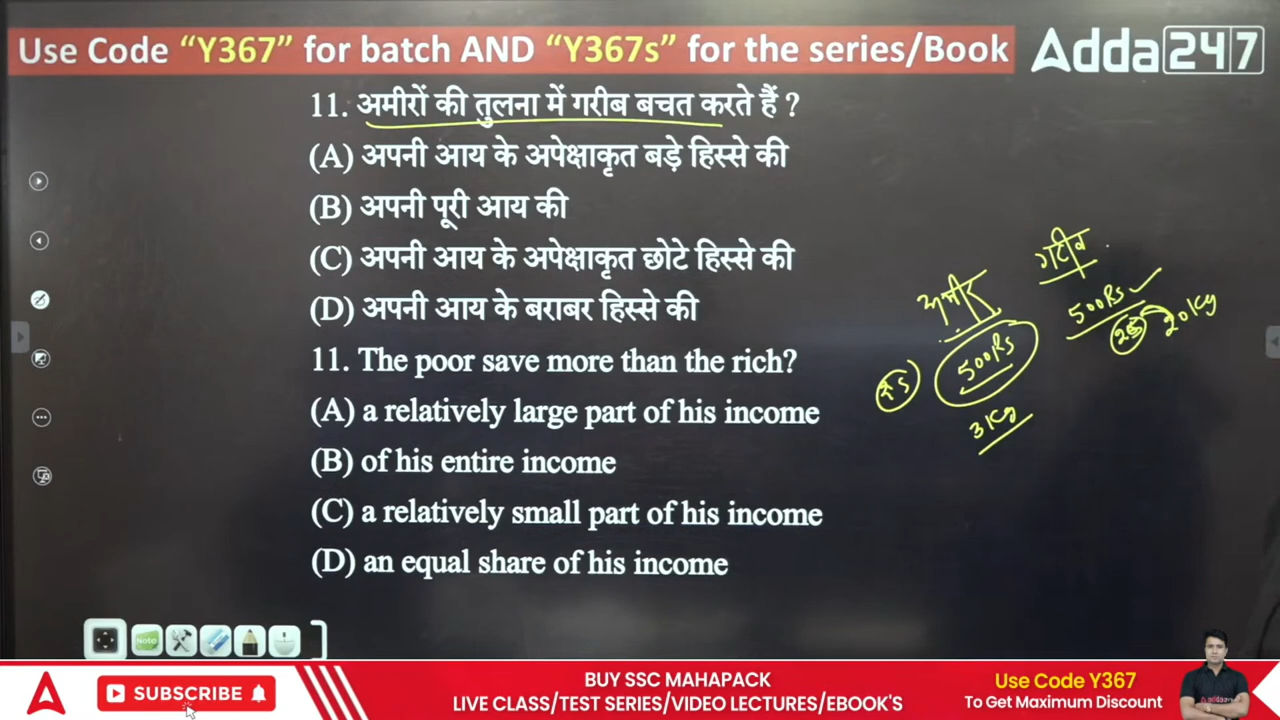 Use Code “Y367” for batch AND “Y367s” for the series/Book
Adda247
11. अमीरों की तुलना में गरीब बचत करते हैं ?
(A) अपनी आय के अपेक्षाकृत बड़े हिस्से की
(B) अपनी पूरी आय की
(C) अपनी आय के अपेक्षाकृत छोटे हिस्से की
(D) अपनी आय के बराबर हिस्से की
11. The poor save more than the rich?
(A) a relatively large part of his income
(B) of his entire income
(C) a relatively small part of his income
(D) an equal share of his income
गरीब
500Rs
20Kg
अमीर
500Rs
3Kg
Note
SUBSCRIBE
BUY SSC MAHAPACK
LIVE CLASS/TEST SERIES/VIDEO LECTURES/EBOOK'S
Use Code Y367
To Get Maximum Discount